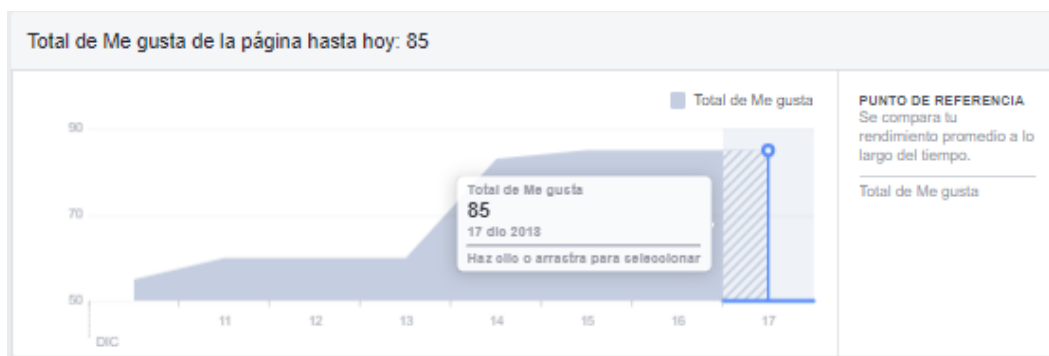 Total de Me gusta de la página hasta hoy: 85
Total de Me gusta
PUNTO DE REFERENCIA
Se compara tu
rendimiento promedio a lo
largo del tiempo.
Total de Me gusta
90
70
50
Total de Me gusta
85
17 dic 2018
Haz clic o arrastra para seleccionar
11 12 13 14 15 16 17
DIC